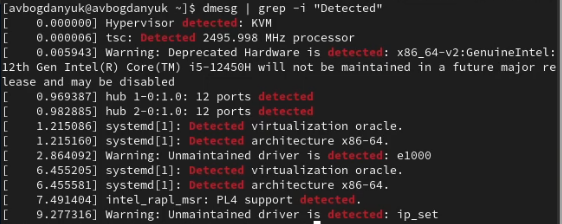 [avbogdanyuk@avbogdanyuk ~]$ dmesg | grep -i "Detected"
[    0.000000] Hypervisor detected: KVM
[    0.000006] tsc: Detected 2495.998 MHz processor
[    0.005943] Warning: Deprecated Hardware is detected: x86_64-v2:GenuineIntel:
12th Gen Intel(R) Core(TM) i5-12450H will not be maintained in a future major re
lease and may be disabled
[    0.969387] hub 1-0:1.0: 12 ports detected
[    0.982885] hub 2-0:1.0: 12 ports detected
[    1.215086] systemd[1]: Detected virtualization oracle.
[    1.215160] systemd[1]: Detected architecture x86-64.
[    2.864092] Warning: Unmaintained driver is detected: e1000
[    6.455205] systemd[1]: Detected virtualization oracle.
[    6.455581] systemd[1]: Detected architecture x86-64.
[    7.491404] intel_rapl_msr: PL4 support detected.
[    9.277316] Warning: Unmaintained driver is detected: ip_set